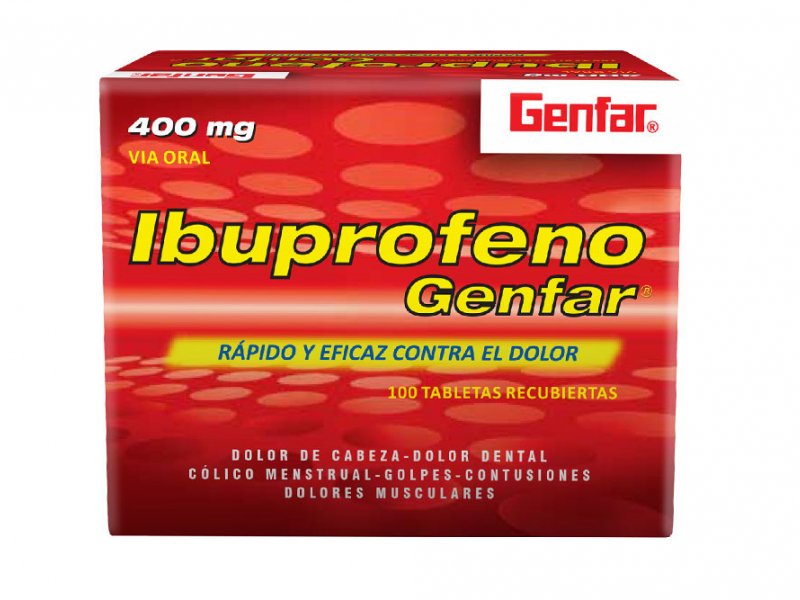 Genfar®
400 mg
VIA ORAL
Ibuprofeno
Genfar®
RÁPIDO Y EFICAZ CONTRA EL DOLOR
100 TABLETAS RECUBIERTAS
DOLOR DE CABEZA-DOLOR DENTAL
CÓLICO MENSTRUAL-GOLPES-CONTUSIONES
DOLORES MUSCULARES